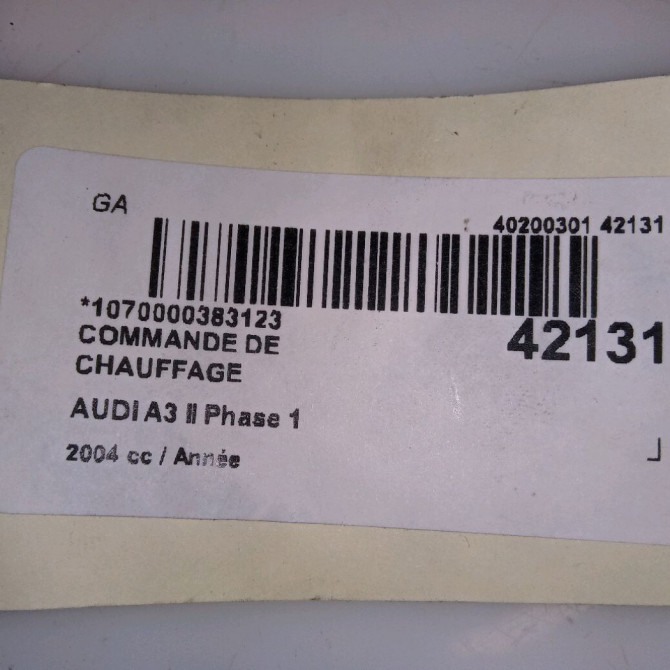 GA
40200301 42131
*1070000383123
42131
COMMANDE DE
CHAUFFAGE
AUDI A3 II Phase 1
2004 cc / Année